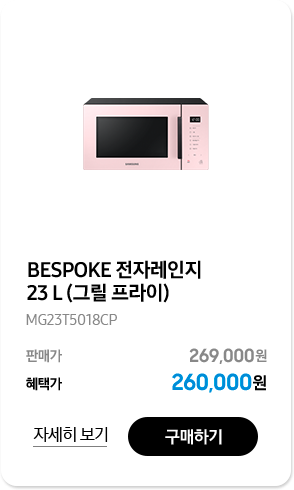 SAMSUNG
BESPOKE 전자레인지
23 L (그릴 프라이)
MG23T5018CP
판매가 269,000원
혜택가 260,000원
자세히 보기 구매하기